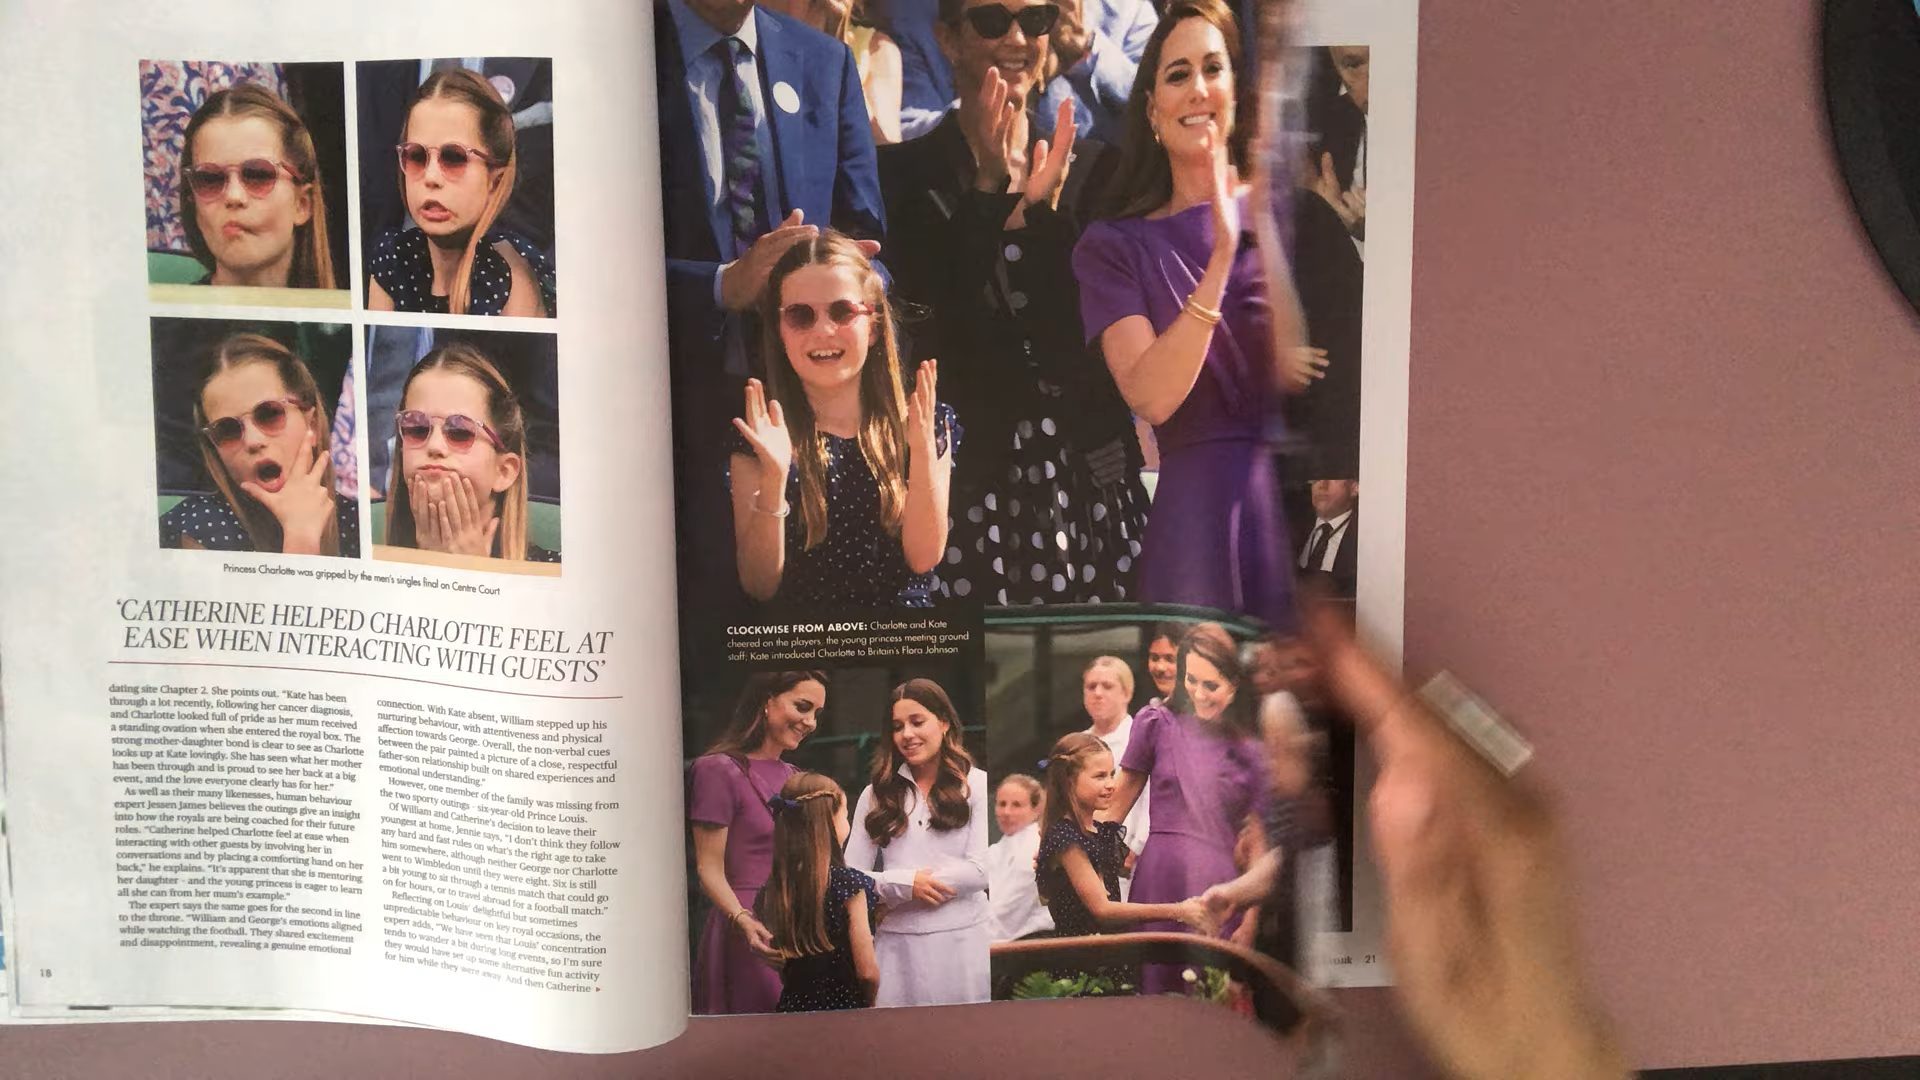 Princess Charlotte was gripped by the men's singles final on Centre Court
'CATHERINE HELPED CHARLOTTE FEEL AT
EASE WHEN INTERACTING WITH GUESTS'
dating site Chapter 2. She points out. "Kate has been
through a lot recently, following her cancer diagnosis,
and Charlotte looked full of pride as her mum received
a standing ovation when she entered the royal box. The
strong mother-daughter bond is clear to see as Charlotte
looks up at Kate lovingly. She has seen what her mother
has been through and is proud to see her back at a big
event, and the love everyone clearly has for her."
As well as their many likenesses, human behaviour
expert Jessen James believes the outings give an insight
into how the royals are being coached for their future
roles. "Catherine helped Charlotte feel at ease when
interacting with other guests by involving her in
conversations and by placing a comforting hand on her
back," he explains. "It's apparent that she is mentoring
her daughter - and the young princess is eager to learn
all she can from her mum's example."
The expert says the same goes for the second in line
to the throne. "William and George's emotions aligned
while watching the football. They shared excitement
and disappointment, revealing a genuine emotional
connection. With Kate absent, William stepped up his
nurturing behaviour, with attentiveness and physical
affection towards George. Overall, the non-verbal cues
between the pair painted a picture of a close, respectful
father-son relationship built on shared experiences and
emotional understanding."
However, one member of the family was missing from
the two sporty outings - six-year-old Prince Louis.
Of William and Catherine's decision to leave their
youngest at home, Jennie says, "I don't think they follow
any hard and fast rules on what's the right age to take
him somewhere, although neither George nor Charlotte
went to Wimbledon until they were eight. Six is still
a bit young to sit through a tennis match that could go
on for hours, or to travel abroad for a football match."
Reflecting on Louis' delightful but sometimes
unpredictable behaviour on key royal occasions, the
expert adds, "We have seen that Louis' concentration
tends to wander a bit during long events, so I'm sure
they would have set up some alternative fun activity
for him while they were away. And then Catherine ▸
18
CLOCKWISE FROM ABOVE: Charlotte and Kate
cheered on the players; the young princess meeting ground
staff; Kate introduced Charlotte to Britain's Flora Johnson
21